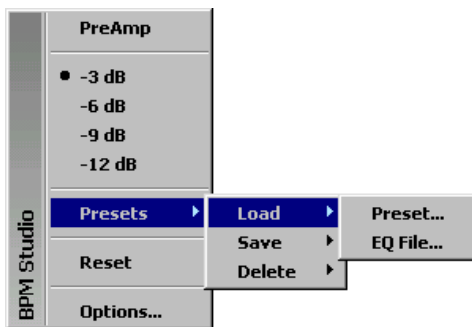 PreAmp
-3 dB
-6 dB
-9 dB
-12 dB
Presets
Load
Preset...
Save
EQ File...
Delete
Reset
Options...
BPM Studio